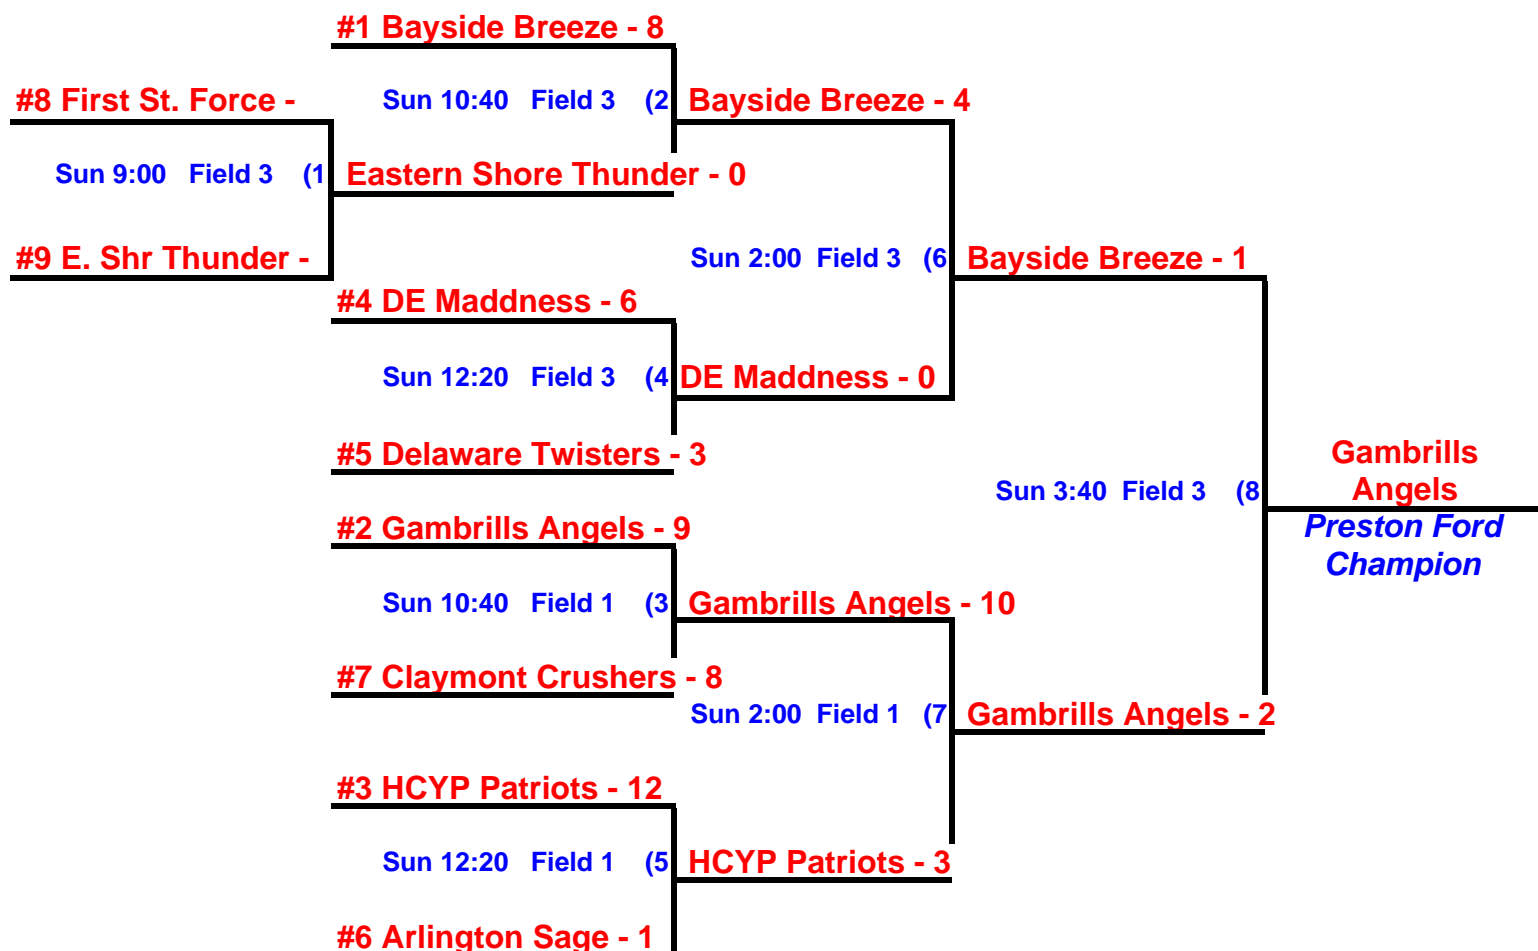 #1 Bayside Breeze - 8
#8 First St. Force -
Sun 10:40 Field 3 (2
Bayside Breeze - 4
Sun 9:00 Field 3 (1
Eastern Shore Thunder - 0
#9 E. Shr Thunder -
Sun 2:00 Field 3 (6
Bayside Breeze - 1
#4 DE Maddness - 6
Sun 12:20 Field 3 (4
DE Maddness - 0
#5 Delaware Twisters - 3
Sun 3:40 Field 3 (8
Gambrills
Angels
Preston Ford
Champion
#2 Gambrills Angels - 9
Sun 10:40 Field 1 (3
Gambrills Angels - 10
#7 Claymont Crushers - 8
Sun 2:00 Field 1 (7
Gambrills Angels - 2
#3 HCYP Patriots - 12
Sun 12:20 Field 1 (5
HCYP Patriots - 3
#6 Arlington Sage - 1